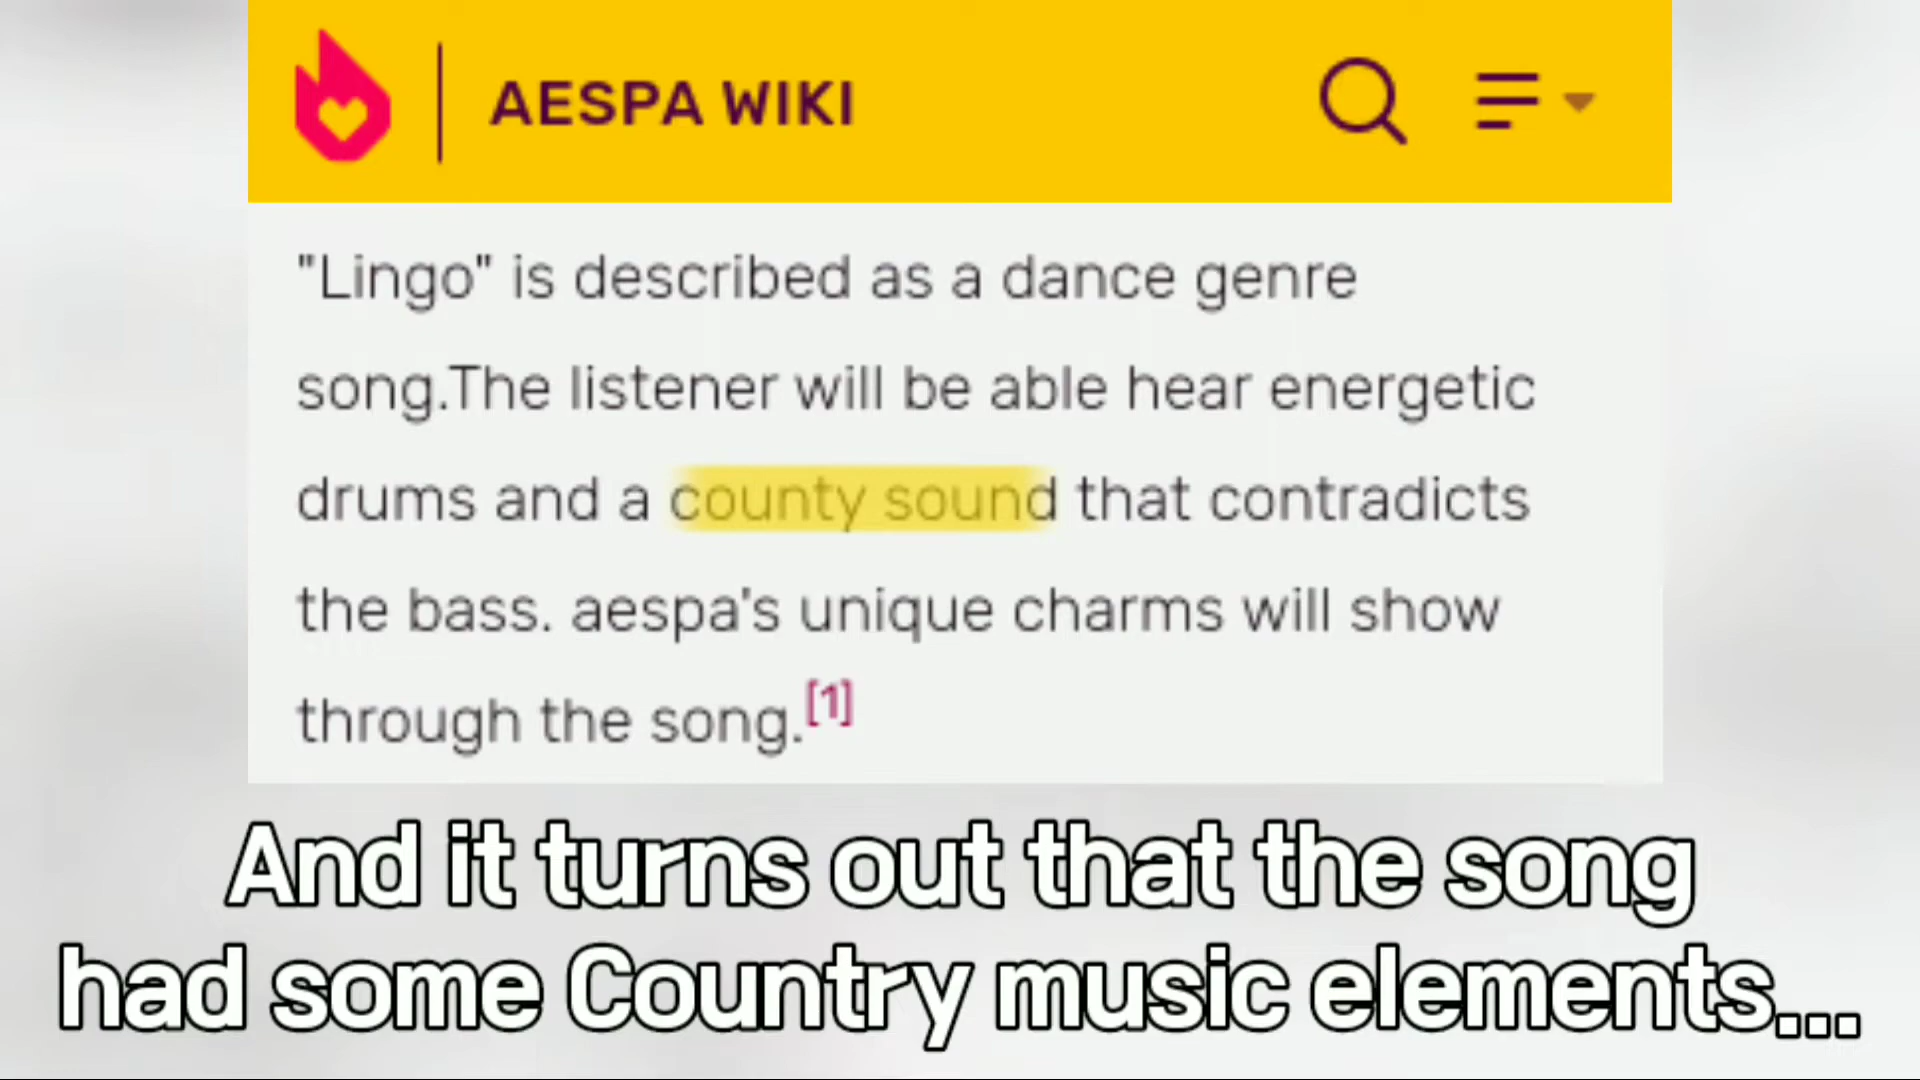 AESPA WIKI
"Lingo" is described as a dance genre
song.The listener will be able hear energetic
drums and a county sound that contradicts
the bass. aespa's unique charms will show
through the song.[1]
And it turns out that the song
had some Country music elements...